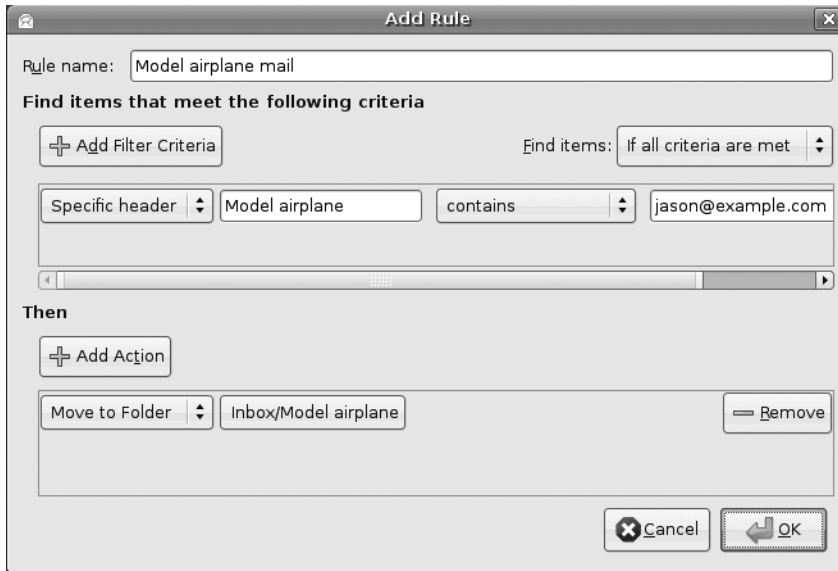 Add Rule
Rule name: Model airplane mail
Find items that meet the following criteria
Add Filter Criteria Find items: If all criteria are met
Specific header Model airplane contains jason@example.com
Then
Add Action
Move to Folder Inbox/Model airplane Remove
Cancel OK